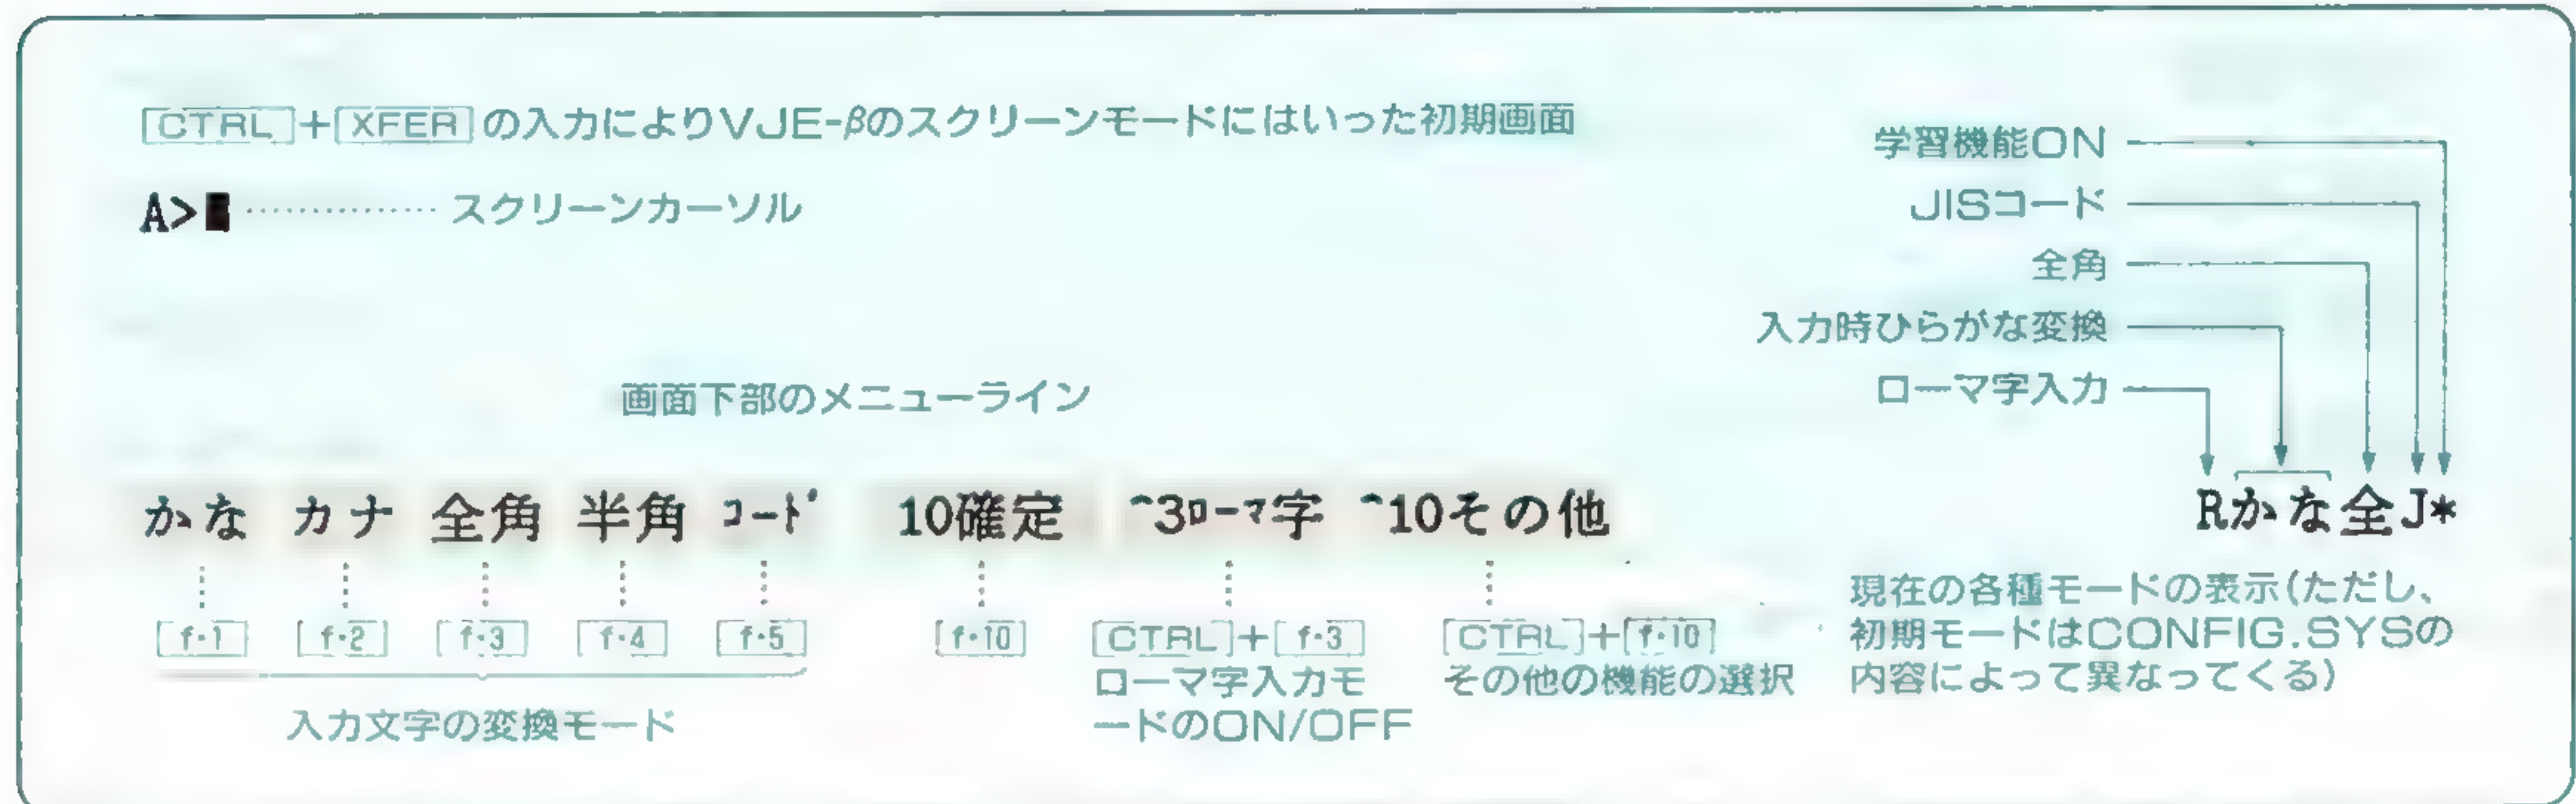 CTRL+XFERの入力によりVJE-βのスクリーンモードにはいった初期画面
A>■ スクリーンカーソル
学習機能ON
JISコード
全角
入力時ひらがな変換
ローマ字入力
画面下部のメニューライン
かな カナ 全角 半角 ｺｰﾄﾞ 10確定 ^3ﾛｰﾏ字 ^10その他 Rかな全J*
f・1 f・2 f・3 f・4 f・5 f・10 CTRL+f・3 CTRL+f・10
入力文字の変換モード
ローマ字入力モ
ードのON/OFF
その他の機能の選択
現在の各種モードの表示(ただし、
初期モードはCONFIG.SYSの
内容によって異なってくる)